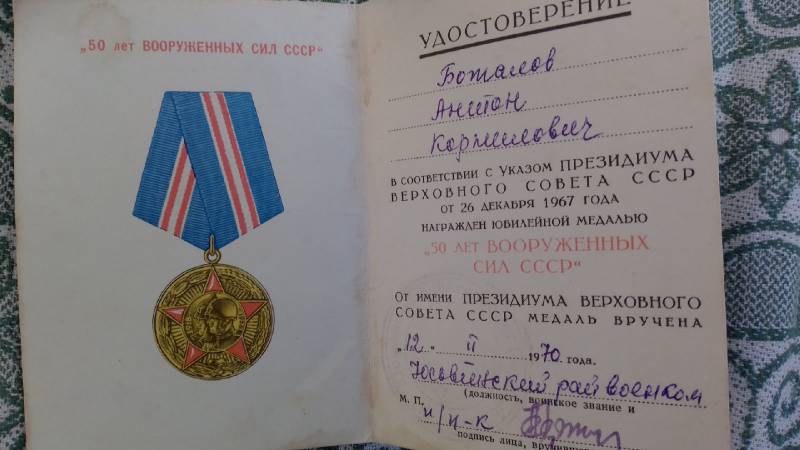 „50 лет ВООРУЖЕННЫХ СИЛ СССР“
УДОСТОВЕРЕНИЕ
Боталов
Антон
Корнилович
В СООТВЕТСТВИИ С УКАЗОМ ПРЕЗИДИУМА
ВЕРХОВНОГО СОВЕТА СССР
ОТ 26 ДЕКАБРЯ 1967 ГОДА
НАГРАЖДЕН ЮБИЛЕЙНОЙ МЕДАЛЬЮ
„50 ЛЕТ ВООРУЖЕННЫХ
СИЛ СССР“
ОТ ИМЕНИ ПРЕЗИДИУМА ВЕРХОВНОГО
СОВЕТА СССР МЕДАЛЬ ВРУЧЕНА
„12 II 1970 года.
Юсьвинский райвоенком
(должность, воинское звание и
М. П. п/п-к
подпись лица,